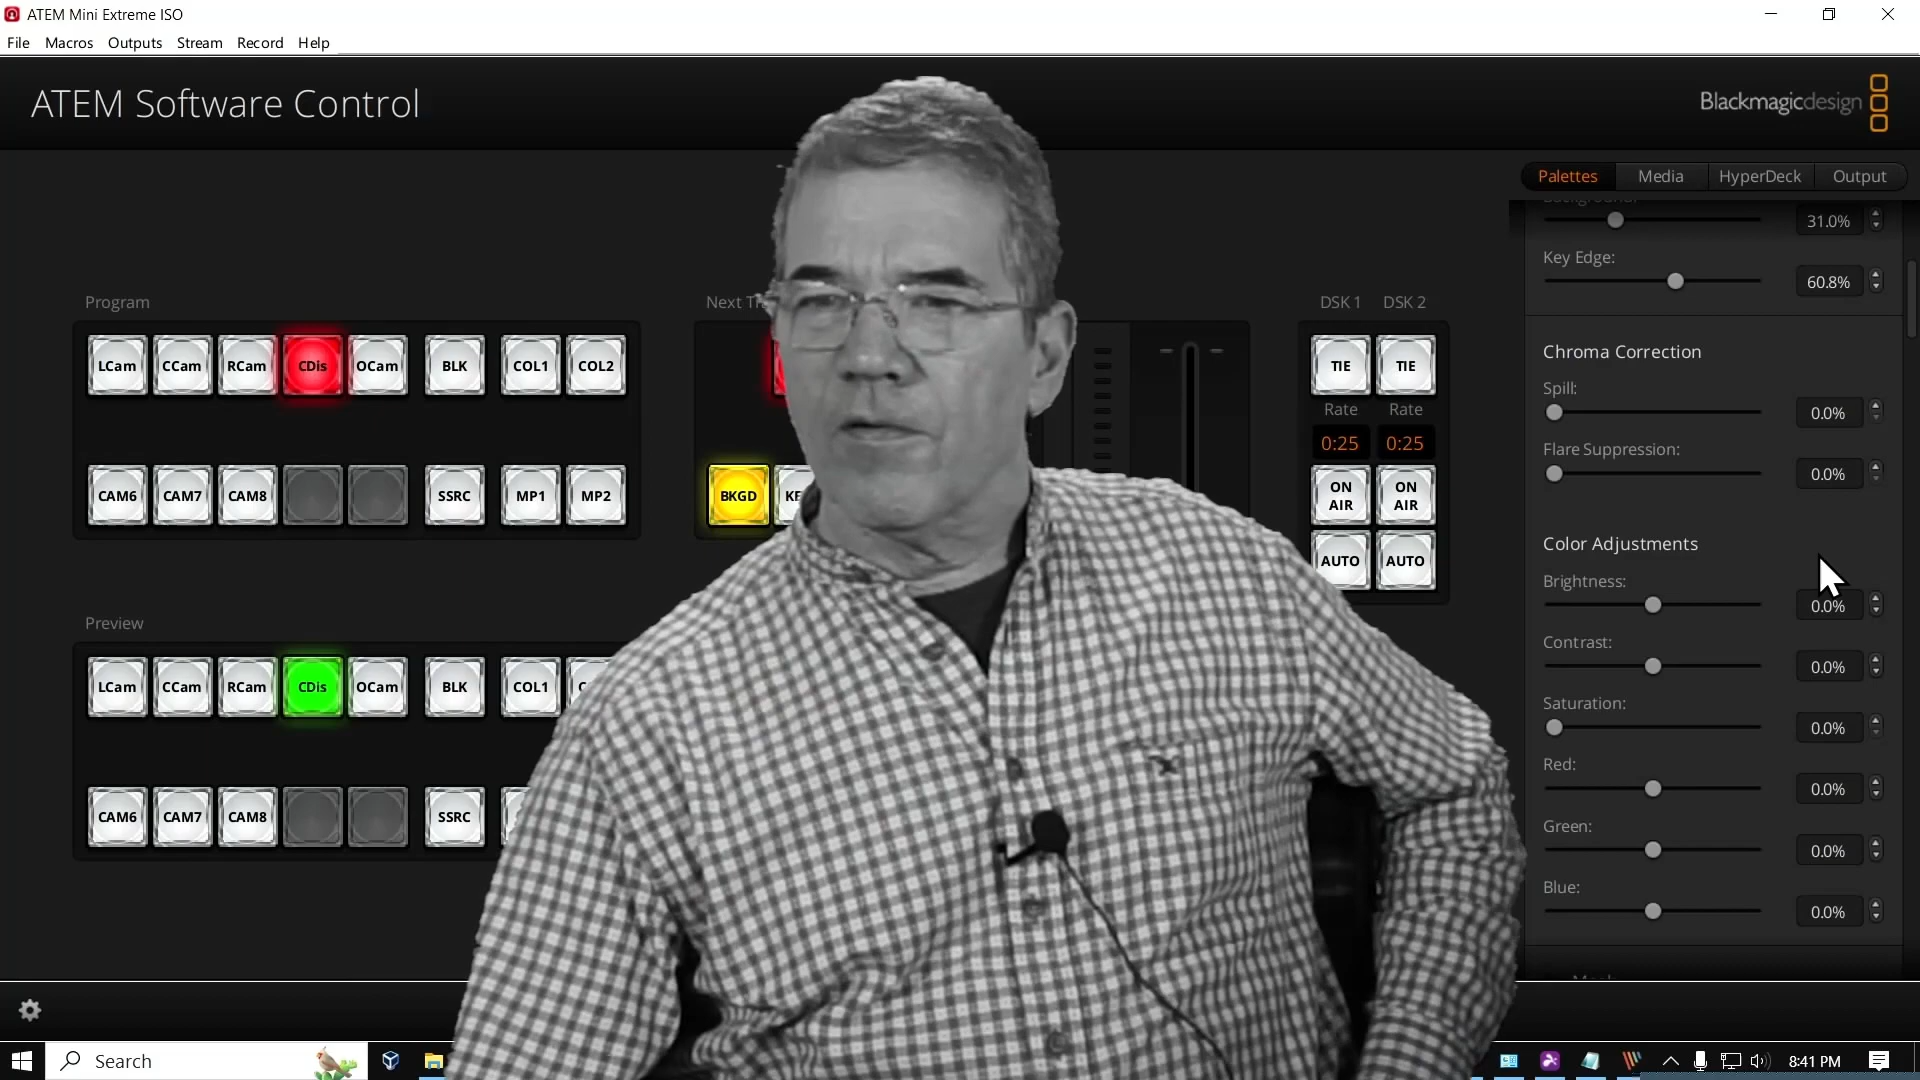 ATEM Mini Extreme ISO
File Macros Outputs Stream Record Help
ATEM Software Control
Blackmagicdesign
Palettes Media HyperDeck Output
Background:
31.0%
Key Edge:
60.8%
Program
Next
DSK 1 DSK 2
LCam CCam RCam CDis OCam BLK COL1 COL2
TIE TIE
Rate Rate
0:25 0:25
CAM6 CAM7 CAM8 SSRC MP1 MP2
BKGD
ON AIR ON AIR
AUTO AUTO
Chroma Correction
Spill:
0.0%
Flare Suppression:
0.0%
Color Adjustments
Brightness:
0.0%
Contrast:
0.0%
Saturation:
0.0%
Red:
0.0%
Green:
0.0%
Blue:
0.0%
Preview
LCam CCam RCam CDis OCam BLK COL1
CAM6 CAM7 CAM8 SSRC
Search
8:41 PM